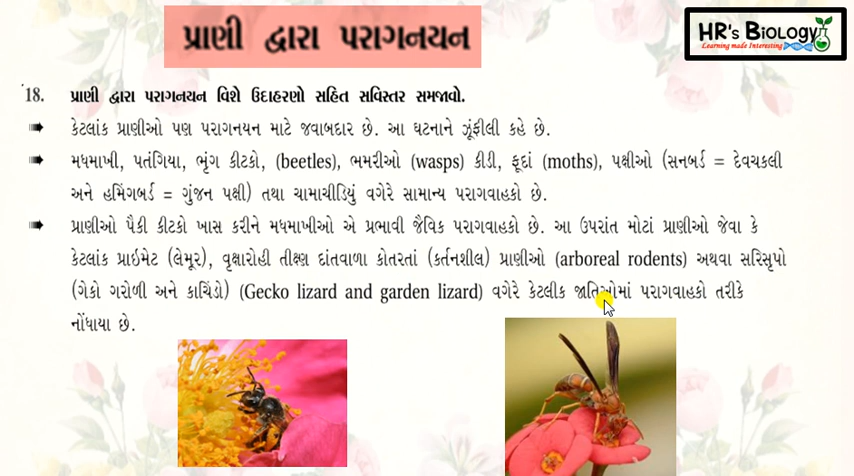 પ્રાણી દ્વારા પરાગનયન
HR's Biology
Learning made Interesting
18. પ્રાણી દ્વારા પરાગનયન વિશે ઉદાહરણો સહિત સવિસ્તર સમજાવો.
➠ કેટલાંક પ્રાણીઓ પણ પરાગનયન માટે જવાબદાર છે. આ ઘટનાને ઝૂંફીલી કહે છે.
➠ મધમાખી, પતંગિયા, ભૃંગ કીટકો, (beetles), ભમરીઓ (wasps) કીડી, ફૂદાં (moths), પક્ષીઓ (સનબર્ડ = દેવચકલી
અને હમિંગબર્ડ = ગુંજન પક્ષી) તથા ચામાચીડિયું વગેરે સામાન્ય પરાગવાહકો છે.
➠ પ્રાણીઓ પૈકી કીટકો ખાસ કરીને મધમાખીઓ એ પ્રભાવી જૈવિક પરાગવાહકો છે. આ ઉપરાંત મોટાં પ્રાણીઓ જેવા કે
કેટલાંક પ્રાઇમેટ (લેમૂર), વૃક્ષારોહી તીક્ષ્ણ દાંતવાળા કોતરતાં (કર્તનશીલ) પ્રાણીઓ (arboreal rodents) અથવા સરિસૃપો
(ગેકો ગરોળી અને કાચિંડો) (Gecko lizard and garden lizard) વગેરે કેટલીક જાતિઓમાં પરાગવાહકો તરીકે
નોંધાયા છે.